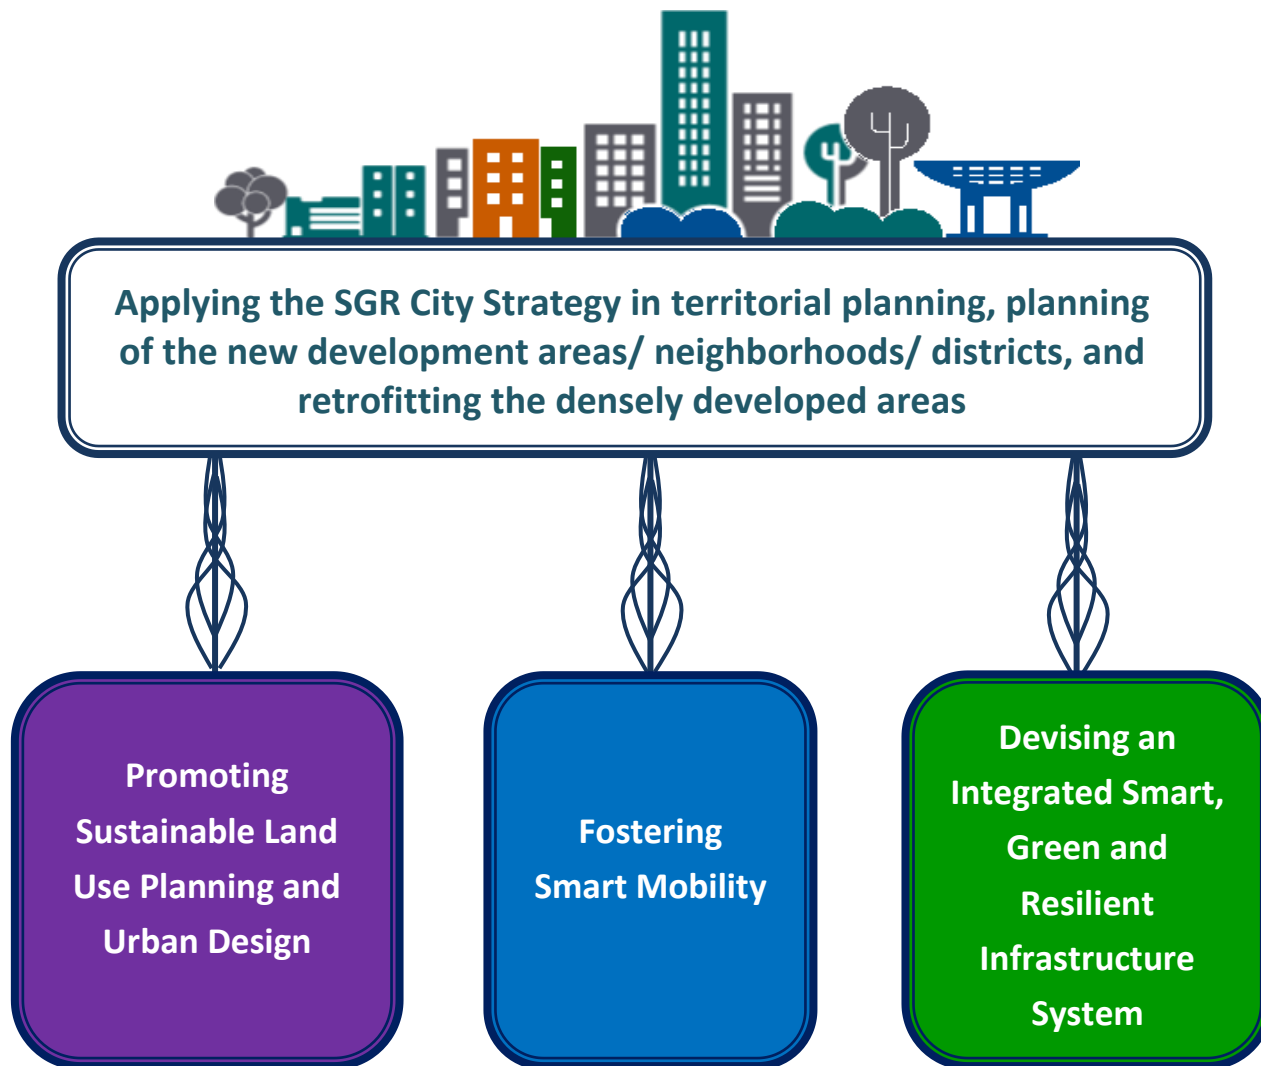 Applying the SGR City Strategy in territorial planning, planning
of the new development areas/ neighborhoods/ districts, and
retrofitting the densely developed areas
Promoting
Sustainable Land
Use Planning and
Urban Design
Fostering
Smart Mobility
Devising an
Integrated Smart,
Green and
Resilient
Infrastructure
System